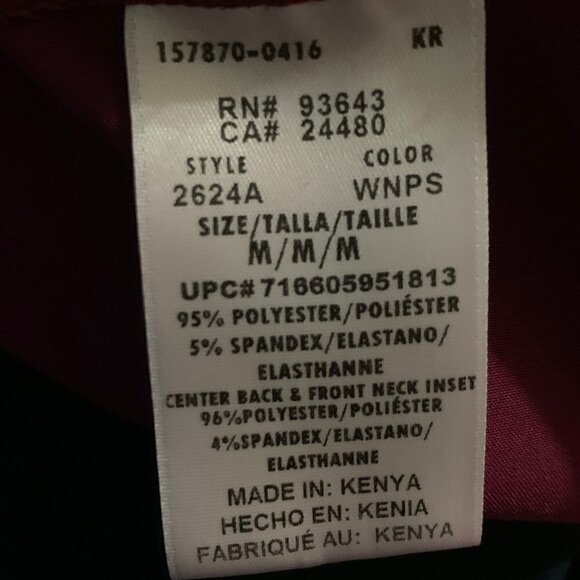 157870-0416 KR
RN# 93643
CA# 24480
STYLE COLOR
2624A WNPS
SIZE/TALLA/TAILLE
M/M/M
UPC# 716605951813
95% POLYESTER/POLIÉSTER
5% SPANDEX/ELASTANO/
ELASTHANNE
CENTER BACK & FRONT NECK INSET
96%POLYESTER/POLIÉSTER
4%SPANDEX/ELASTANO/
ELASTHANNE
MADE IN: KENYA
HECHO EN: KENIA
FABRIQUÉ AU: KENYA